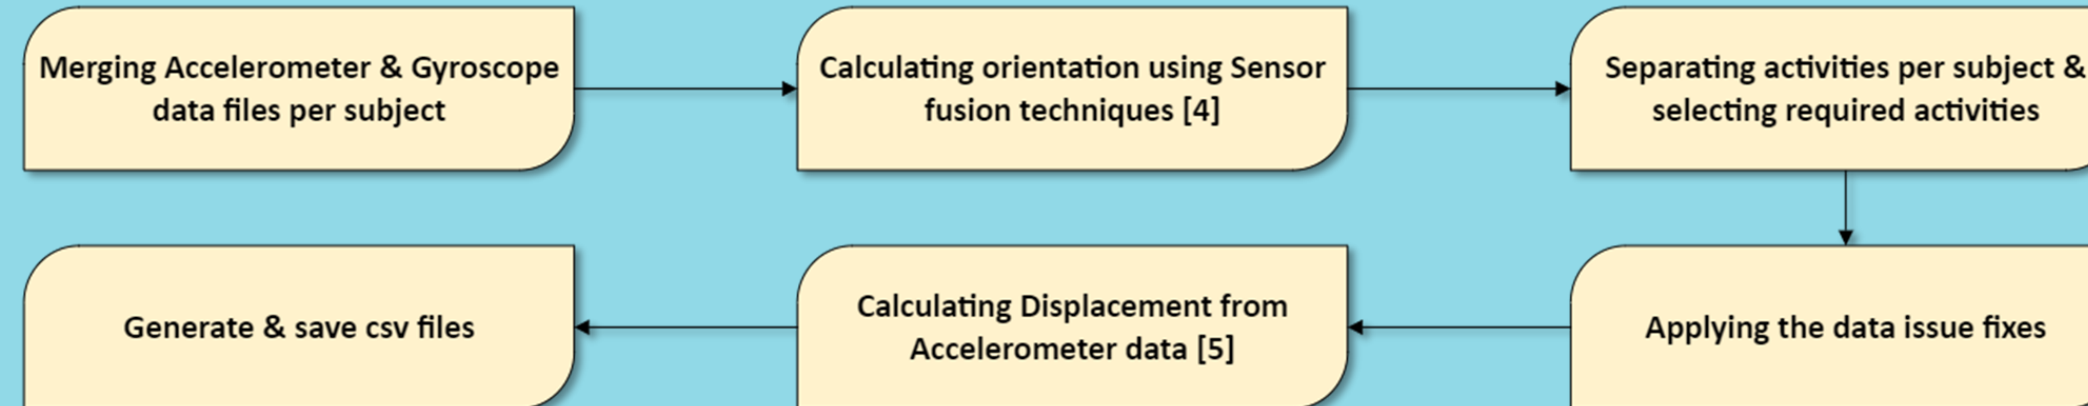 Merging Accelerometer & Gyroscope
data files per subject
Calculating orientation using Sensor
fusion techniques [4]
Separating activities per subject &
selecting required activities
Generate & save csv files
Calculating Displacement from
Accelerometer data [5]
Applying the data issue fixes